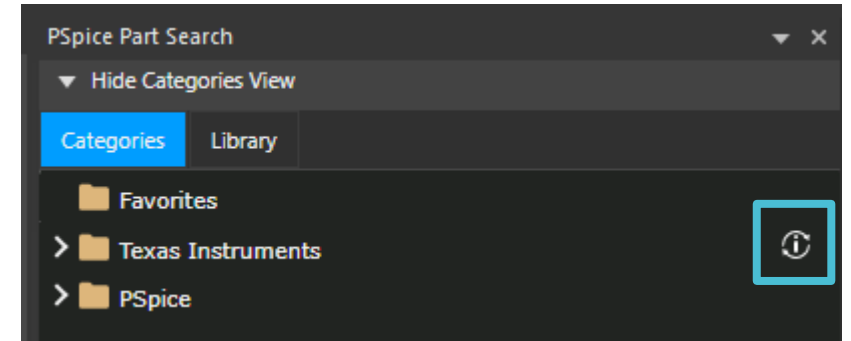 PSpice Part Search
Hide Categories View
Categories Library
Favorites
Texas Instruments
PSpice